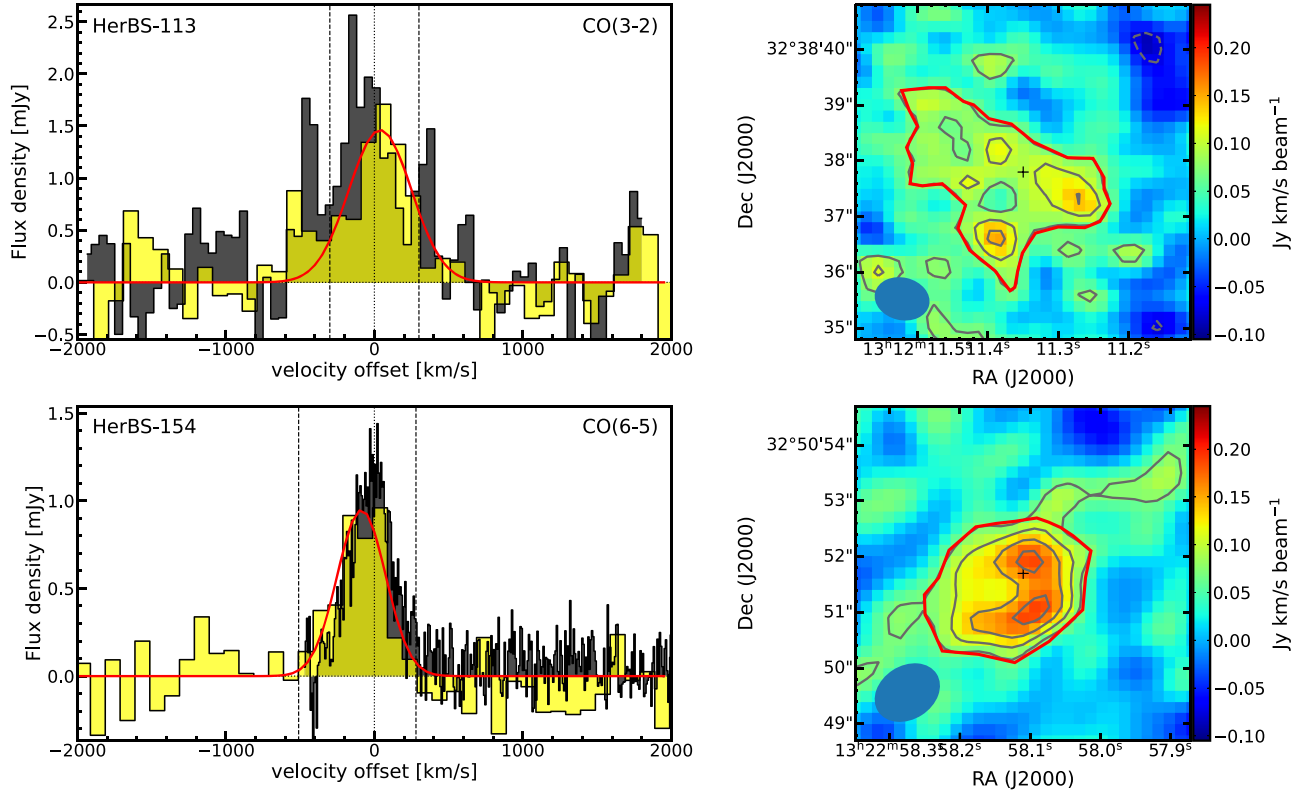 HerBS-113 CO(3-2)
2.5
2.0
1.5
1.0
0.5
0.0
−0.5
Flux density [mJy]
−2000 −1000 0 1000 2000
velocity offset [km/s]
32°38'40"
39"
38"
37"
36"
35"
Dec (J2000)
13ʰ12ᵐ11.5ˢ 11.4ˢ 11.3ˢ 11.2ˢ
RA (J2000)
0.20
0.15
0.10
0.05
0.00
−0.05
−0.10
Jy km/s beam⁻¹
HerBS-154 CO(6-5)
1.5
1.0
0.5
0.0
Flux density [mJy]
−2000 −1000 0 1000 2000
velocity offset [km/s]
32°50'54"
53"
52"
51"
50"
49"
Dec (J2000)
13ʰ22ᵐ58.3ˢ 58.2ˢ 58.1ˢ 58.0ˢ 57.9ˢ
RA (J2000)
0.20
0.15
0.10
0.05
0.00
−0.05
−0.10
Jy km/s beam⁻¹